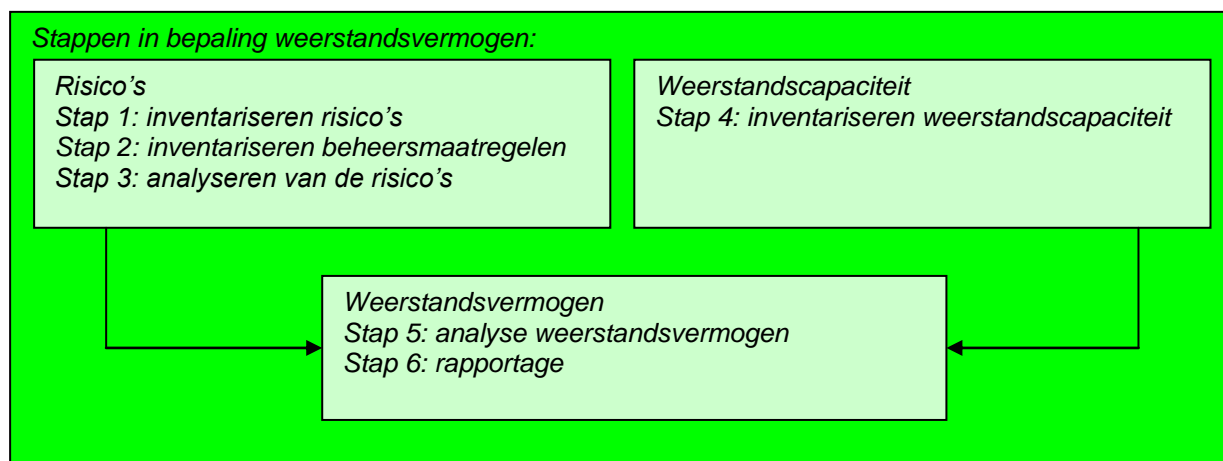 Stappen in bepaling weerstandsvermogen:
Risico's
Stap 1: inventariseren risico's
Stap 2: inventariseren beheersmaatregelen
Stap 3: analyseren van de risico's
Weerstandscapaciteit
Stap 4: inventariseren weerstandscapaciteit
Weerstandsvermogen
Stap 5: analyse weerstandsvermogen
Stap 6: rapportage